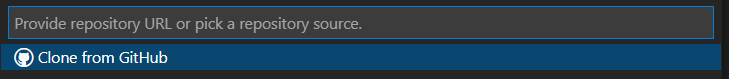 Provide repository URL or pick a repository source.
Clone from GitHub